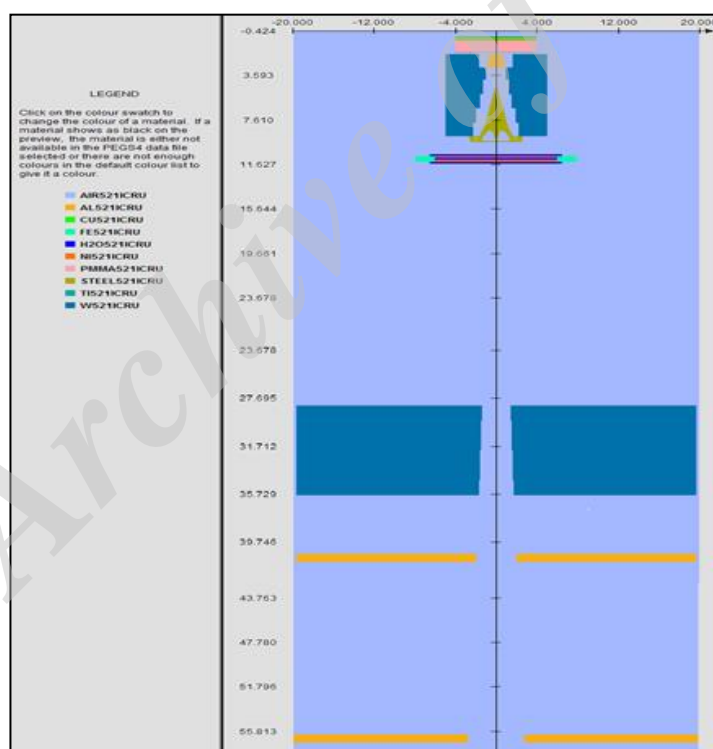 -20.000 -12.000 -4.000 4.000 12.000 20.000
-0.424
3.593
7.610
11.627
15.644
19.661
23.678
27.695
31.712
35.729
39.746
43.763
47.780
51.796
55.813
LEGEND
Click on the colour swatch to
change the colour of a material. If a
material shows as black on the
preview, the material is either not
available in the PEGS4 data file
selected or there are not enough
colours in the default colour list to
give it a colour.
AIR521ICRU
AL521ICRU
CU521ICRU
FE521ICRU
H2O521ICRU
NI521ICRU
PMMA521ICRU
STEEL521ICRU
TI521ICRU
W521ICRU
Archive of